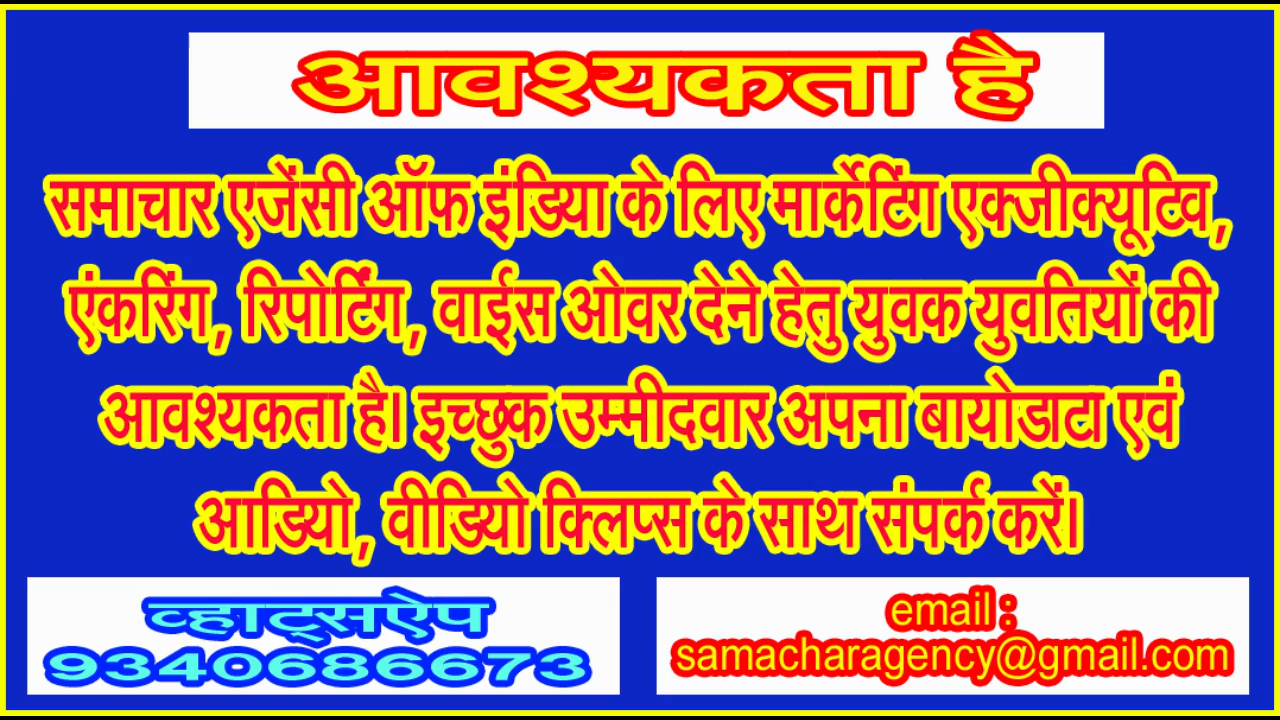 आवश्यकता है
समाचार एजेंसी ऑफ इंडिया के लिए मार्केटिंग एक्जीक्यूटिव,
एंकरिंग, रिपोर्टिंग, वाईस ओवर देने हेतु युवक युवतियों की
आवश्यकता है। इच्छुक उम्मीदवार अपना बायोडाटा एवं
आडियो, वीडियो क्लिप्स के साथ संपर्क करें।
व्हाट्सऐप
9340686673
email :
samacharagency@gmail.com